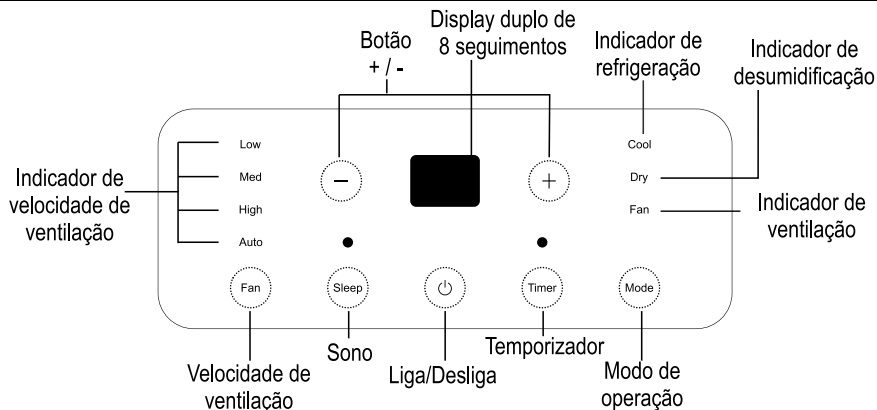 Botão
+ / -
Display duplo de
8 seguimentos
Indicador de
refrigeração
Indicador de
desumidificação
Low
Med
High
Auto
Cool
Dry
Fan
Indicador de
velocidade de
ventilação
Indicador de
ventilação
Fan
Sleep
Timer
Mode
Velocidade de
ventilação
Sono
Liga/Desliga
Temporizador
Modo de
operação